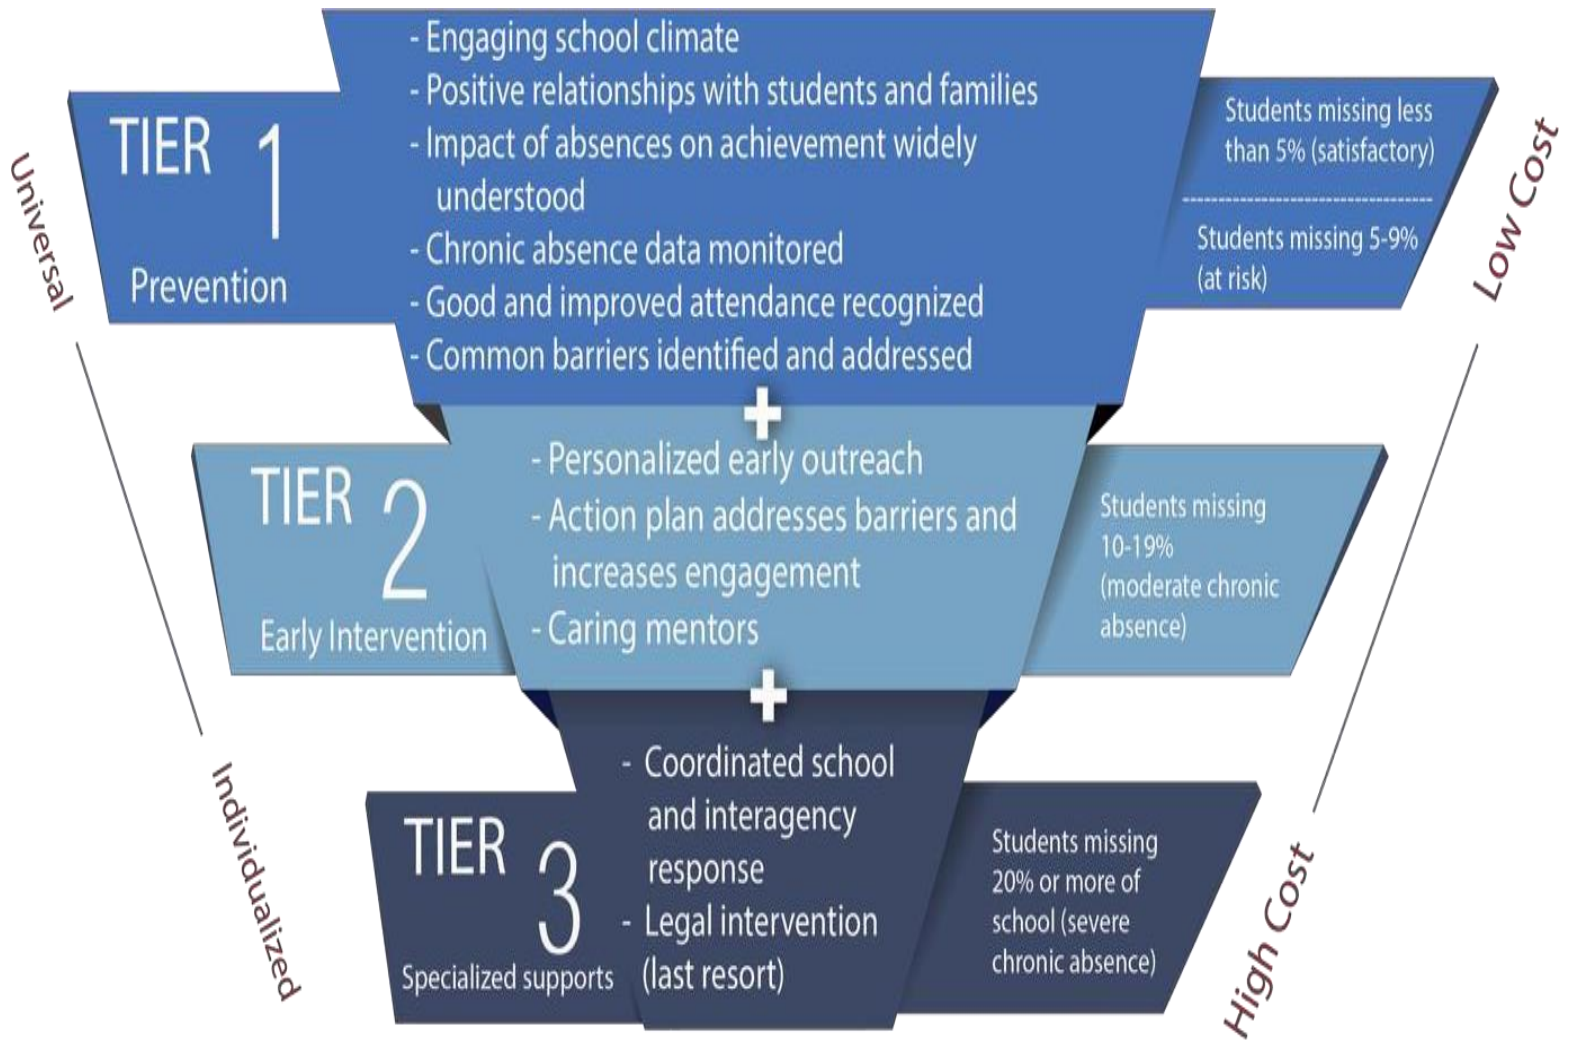 Universal
Individualized
TIER 1
Prevention
- Engaging school climate
- Positive relationships with students and families
- Impact of absences on achievement widely
understood
- Chronic absence data monitored
- Good and improved attendance recognized
- Common barriers identified and addressed
Students missing less
than 5% (satisfactory)
Students missing 5-9%
(at risk)
+
TIER 2
Early Intervention
- Personalized early outreach
- Action plan addresses barriers and
increases engagement
- Caring mentors
Students missing
10-19%
(moderate chronic
absence)
+
TIER 3
Specialized supports
- Coordinated school
and interagency
response
- Legal intervention
(last resort)
Students missing
20% or more of
school (severe
chronic absence)
Low Cost
High Cost